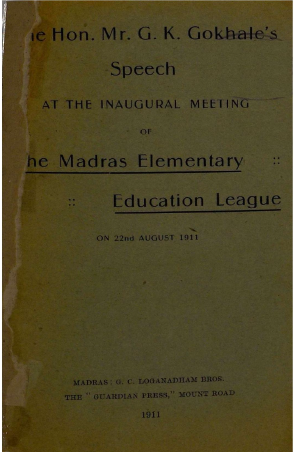 he Hon. Mr. G. K. Gokhale's
Speech
AT THE INAUGURAL MEETING
OF
he Madras Elementary ::
:: Education League
ON 22nd AUGUST 1911
MADRAS: G. C. LOGANADHAM BROS.
THE "GUARDIAN PRESS," MOUNT ROAD
1911